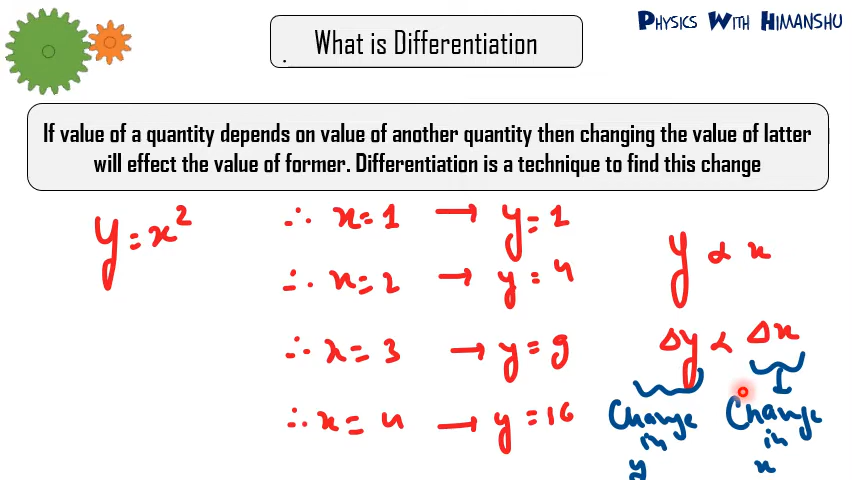 What is Differentiation
PHYSICS WITH HIMANSHU
If value of a quantity depends on value of another quantity then changing the value of latter
will effect the value of former. Differentiation is a technique to find this change
y = x²
∴ x = 1 → y = 1
∴ x = 2 → y = 4
∴ x = 3 → y = 9
∴ x = 4 → y = 16
y ∝ x
Δy ∝ Δx
Change
in
y
Change
in
x